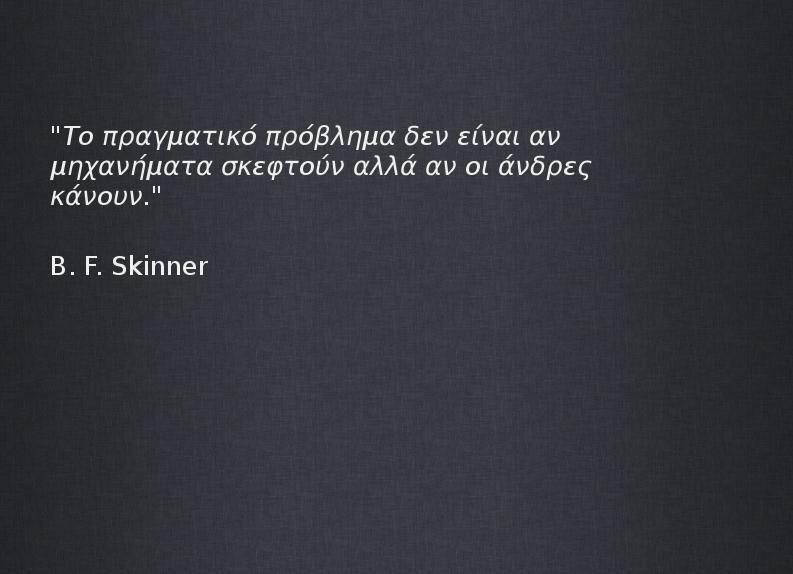 "Το πραγματικό πρόβλημα δεν είναι αν
μηχανήματα σκεφτούν αλλά αν οι άνδρες
κάνουν."
B. F. Skinner